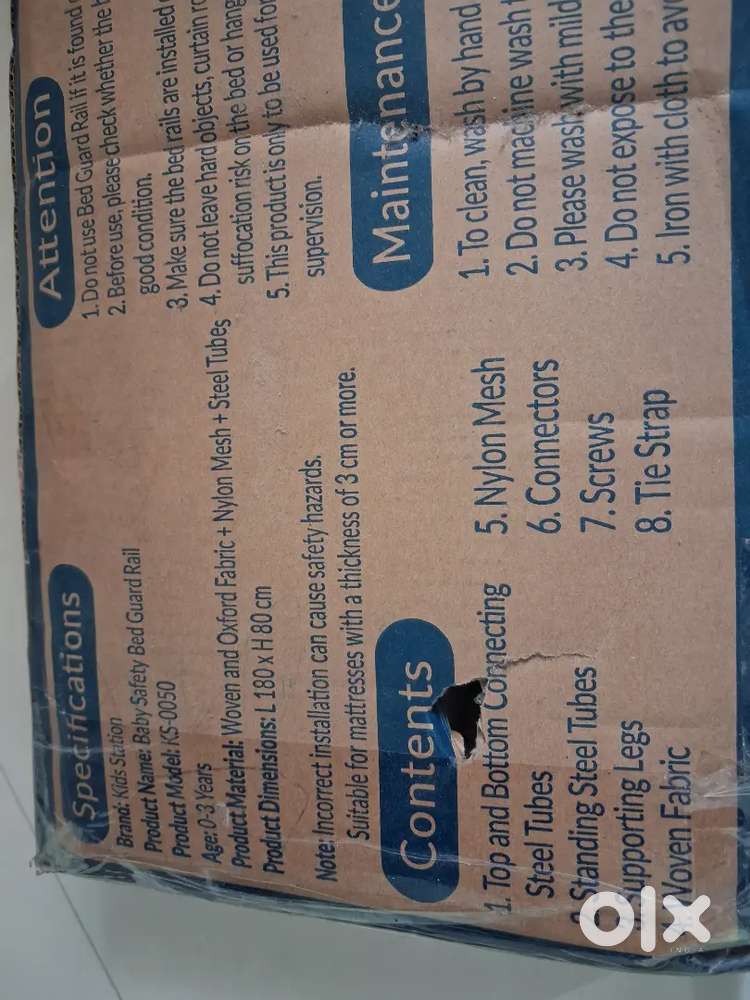 Specifications
Brand: Kids Station
Product Name: Baby Safety Bed Guard Rail
Product Model: KS-0050
Age: 0-3 Years
Product Material: Woven and Oxford Fabric + Nylon Mesh + Steel Tubes
Product Dimensions: L 180 x H 80 cm
Note: Incorrect installation can cause safety hazards.
Suitable for mattresses with a thickness of 3 cm or more.
Contents
1. Top and Bottom Connecting
Steel Tubes
Standing Steel Tubes
Supporting Legs
Woven Fabric
5. Nylon Mesh
6. Connectors
7. Screws
8. Tie Strap
Attention
1. Do not use Bed Guard Rail if it is found
2. Before use, please check whether the
good condition.
3. Make sure the bed rails are installed
4. Do not leave hard objects, curtain
suffocation risk on the bed or
5. This product is only to be used
supervision.
Maintenance
1. To clean, wash by hand
2. Do not machine wash
3. Please wash with mild
4. Do not expose to the
5. Iron with cloth to
olx
INDIA